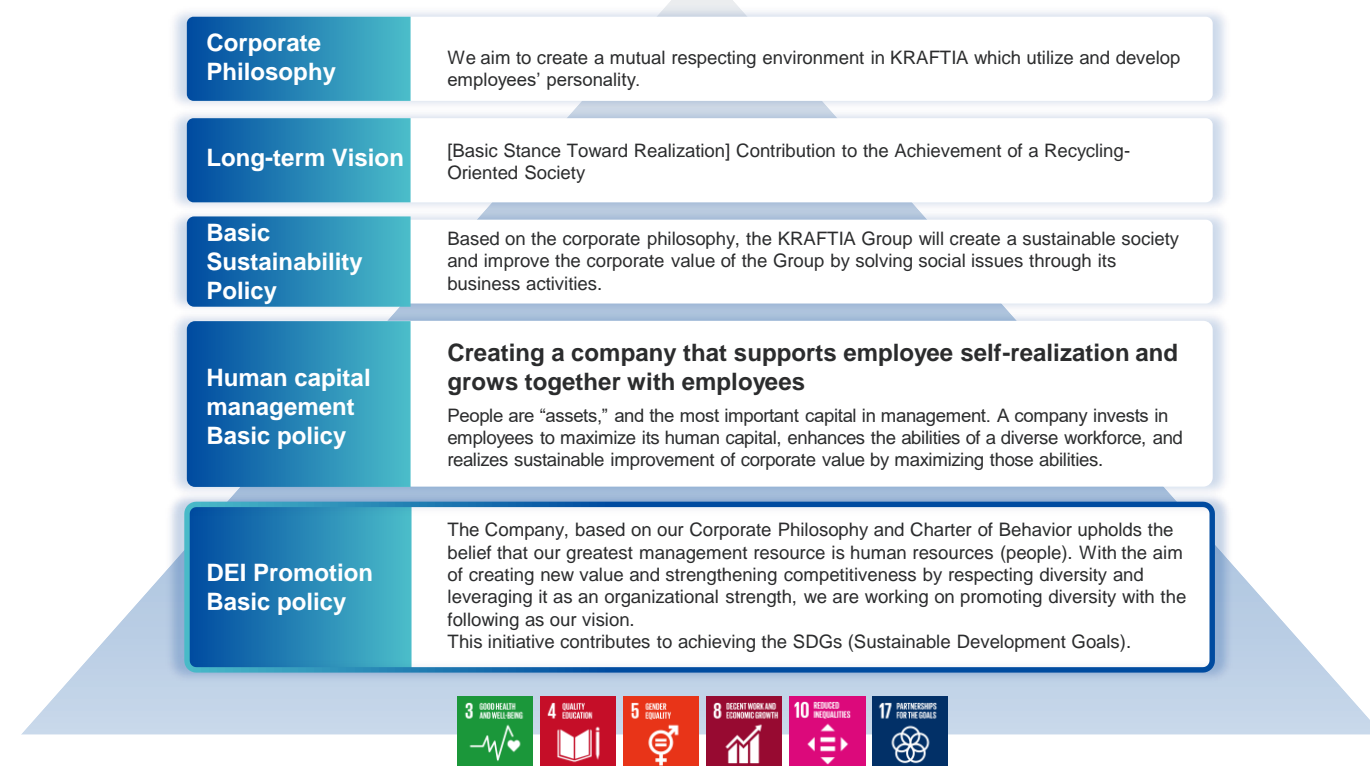 Corporate
Philosophy
We aim to create a mutual respecting environment in KRAFTIA which utilize and develop
employees’ personality.
Long-term Vision
[Basic Stance Toward Realization] Contribution to the Achievement of a Recycling-
Oriented Society
Basic
Sustainability
Policy
Based on the corporate philosophy, the KRAFTIA Group will create a sustainable society
and improve the corporate value of the Group by solving social issues through its
business activities.
Human capital
management
Basic policy
Creating a company that supports employee self-realization and
grows together with employees
People are “assets,” and the most important capital in management. A company invests in
employees to maximize its human capital, enhances the abilities of a diverse workforce, and
realizes sustainable improvement of corporate value by maximizing those abilities.
DEI Promotion
Basic policy
The Company, based on our Corporate Philosophy and Charter of Behavior upholds the
belief that our greatest management resource is human resources (people). With the aim
of creating new value and strengthening competitiveness by respecting diversity and
leveraging it as an organizational strength, we are working on promoting diversity with the
following as our vision.
This initiative contributes to achieving the SDGs (Sustainable Development Goals).
3 GOOD HEALTH
AND WELL-BEING
4 QUALITY
EDUCATION
5 GENDER
EQUALITY
8 DECENT WORK AND
ECONOMIC GROWTH
10 REDUCED
INEQUALITIES
17 PARTNERSHIPS
FOR THE GOALS